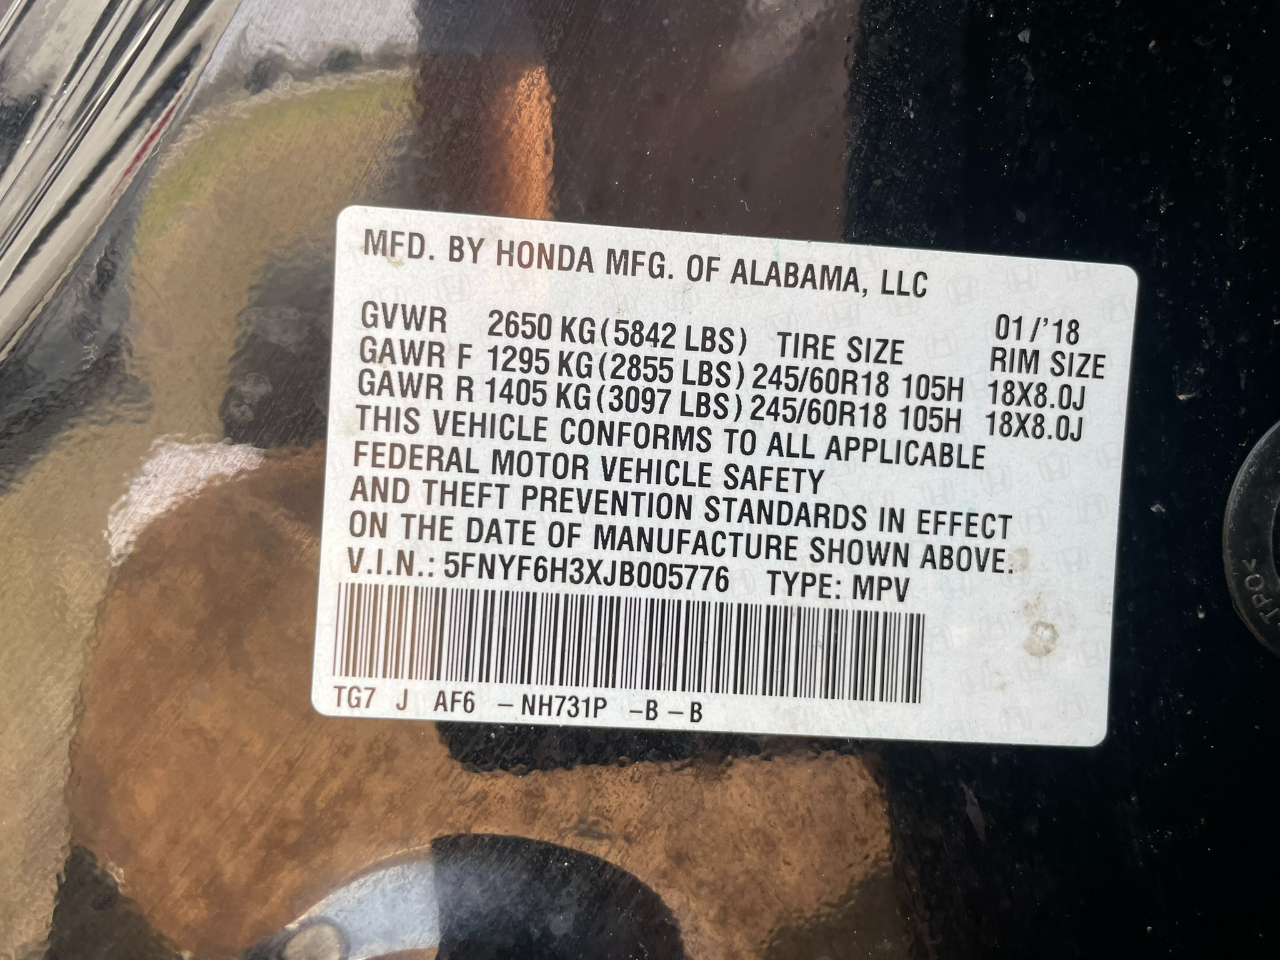 MFD. BY HONDA MFG. OF ALABAMA, LLC
01/'18
GVWR 2650 KG(5842 LBS) TIRE SIZE RIM SIZE
GAWR F 1295 KG(2855 LBS) 245/60R18 105H 18X8.0J
GAWR R 1405 KG(3097 LBS) 245/60R18 105H 18X8.0J
THIS VEHICLE CONFORMS TO ALL APPLICABLE
FEDERAL MOTOR VEHICLE SAFETY
AND THEFT PREVENTION STANDARDS IN EFFECT
ON THE DATE OF MANUFACTURE SHOWN ABOVE.
V.I.N.: 5FNYF6H3XJB005776 TYPE: MPV
TG7 J AF6 – NH731P –B – B